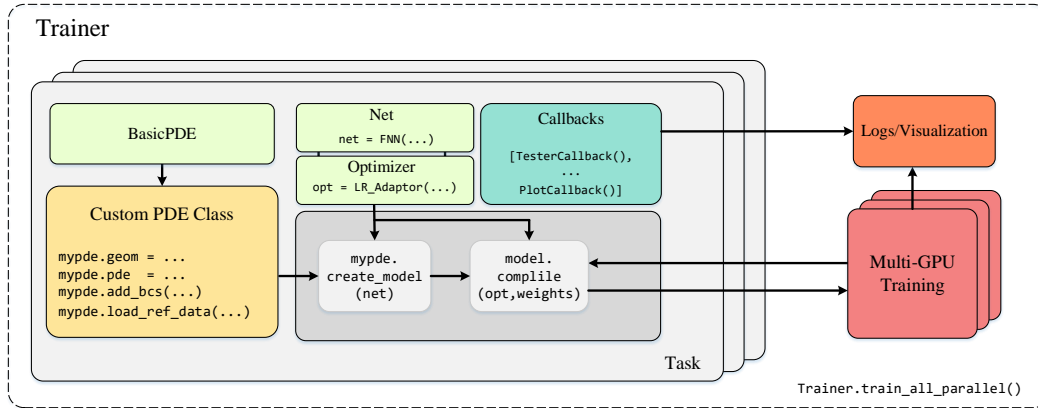 Trainer
BasicPDE
Net
net = FNN(...)
Optimizer
opt = LR_Adaptor(...)
Callbacks
[TesterCallback(),
...
PlotCallback()]
Logs/Visualization
Custom PDE Class
mypde.geom = ...
mypde.pde  = ...
mypde.add_bcs(...)
mypde.load_ref_data(...)
mypde.
create_model
(net)
model.
complile
(opt,weights)
Multi-GPU
Training
Task
Trainer.train_all_parallel()